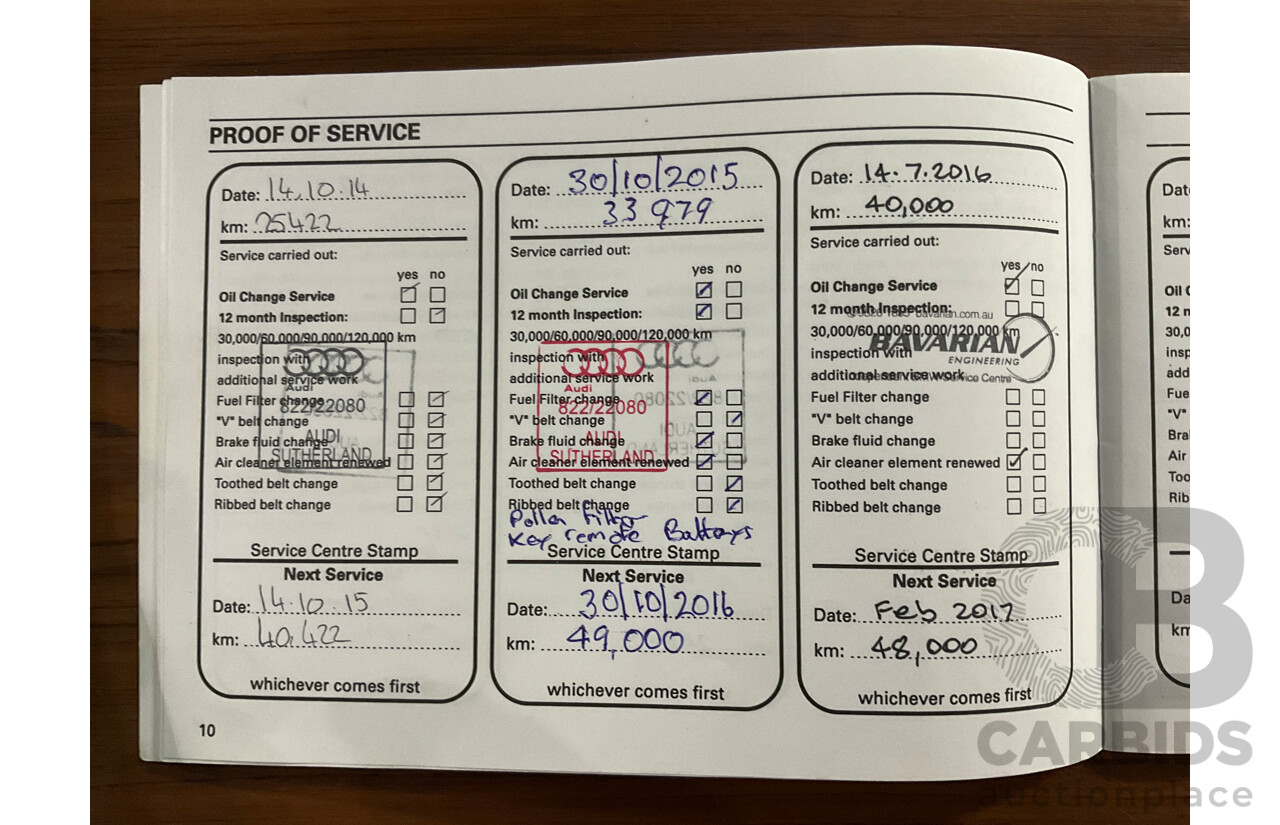 PROOF OF SERVICE
Date: 14.10.14
km: 25422
Service carried out:
yes no
Oil Change Service
12 month Inspection:
30,000/60,000/90,000/120,000 km
inspection with
additional service work
Fuel Filter change
"V" belt change
Brake fluid change
Air cleaner element renewed
Toothed belt change
Ribbed belt change
Audi
822/22080
AUDI
SUTHERLAND
Service Centre Stamp
Next Service
Date: 14.10.15
km: 40,422
whichever comes first
Date: 30/10/2015
km: 33979
Service carried out:
yes no
Oil Change Service
12 month Inspection:
30,000/60,000/90,000/120,000 km
inspection with
additional service work
Fuel Filter change
"V" belt change
Brake fluid change
Air cleaner element renewed
Toothed belt change
Ribbed belt change
Audi
822/22080
AUDI
SUTHERLAND
Pollen Filter
Key remote Batterys
Service Centre Stamp
Next Service
Date: 30/10/2016
km: 49,000
whichever comes first
Date: 14.7.2016
km: 40,000
Service carried out:
yes no
Oil Change Service
12 month Inspection:
30,000/60,000/90,000/120,000 km
inspection with
additional service work
Fuel Filter change
"V" belt change
Brake fluid change
Air cleaner element renewed
Toothed belt change
Ribbed belt change
bavarian.com.au
BAVARIAN
ENGINEERING
Service Centre
Service Centre Stamp
Next Service
Date: Feb 2017
km: 48,000
whichever comes first
10
km:
CARBIDS
auctionplace